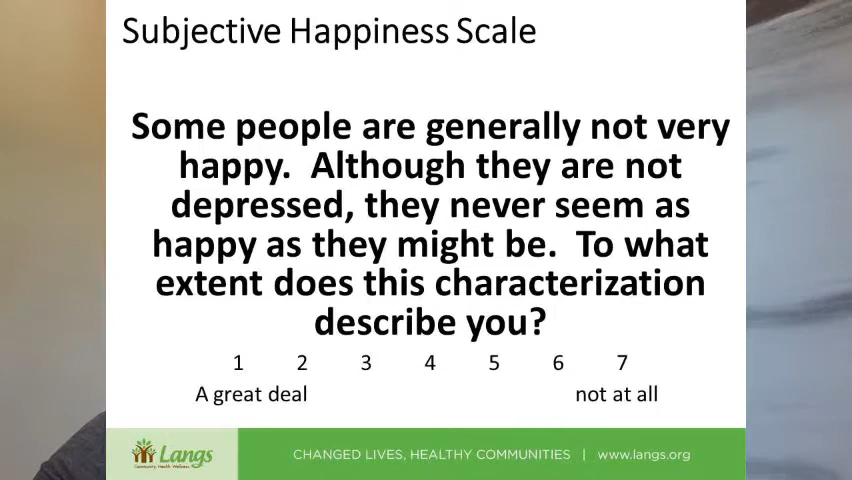 Subjective Happiness Scale
Some people are generally not very
happy.  Although they are not
depressed, they never seem as
happy as they might be.  To what
extent does this characterization
describe you?
1 2 3 4 5 6 7
A great deal not at all
Langs
Community. Health. Wellness.
CHANGED LIVES, HEALTHY COMMUNITIES | www.langs.org